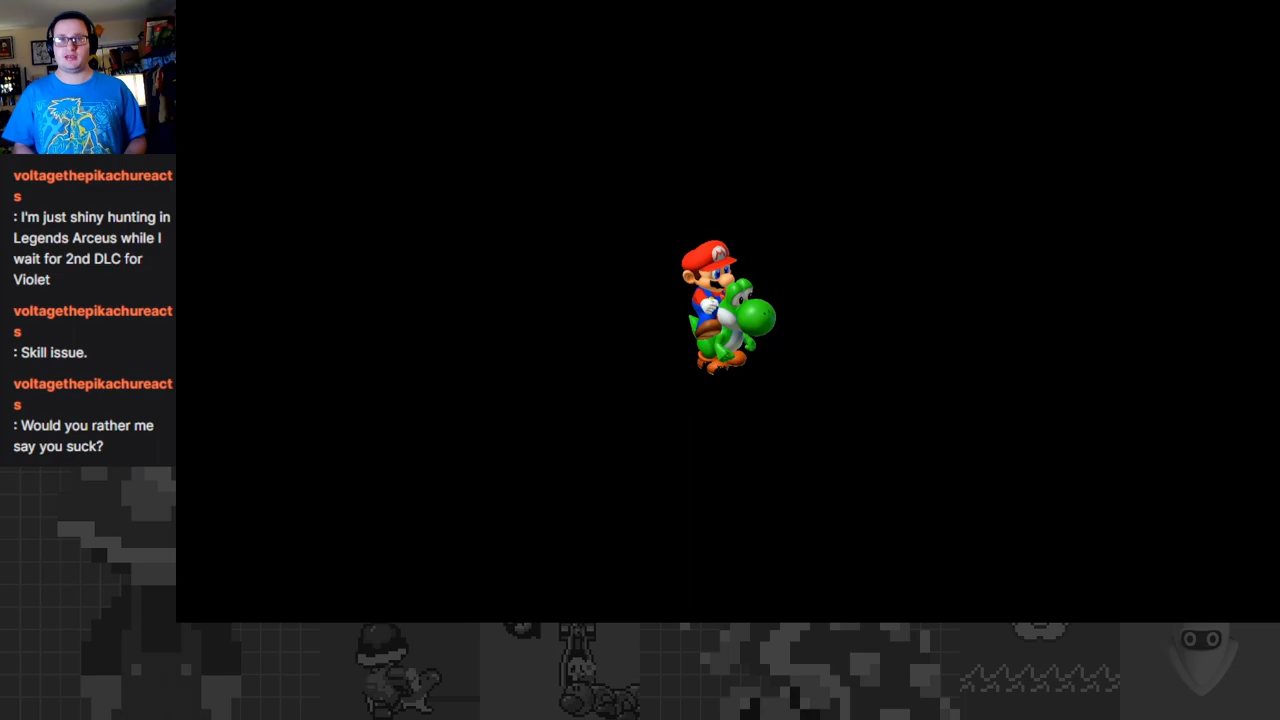 voltagethepikachureact
s
: I'm just shiny hunting in
Legends Arceus while I
wait for 2nd DLC for
Violet
voltagethepikachureact
s
: Skill issue.
voltagethepikachureact
s
: Would you rather me
say you suck?